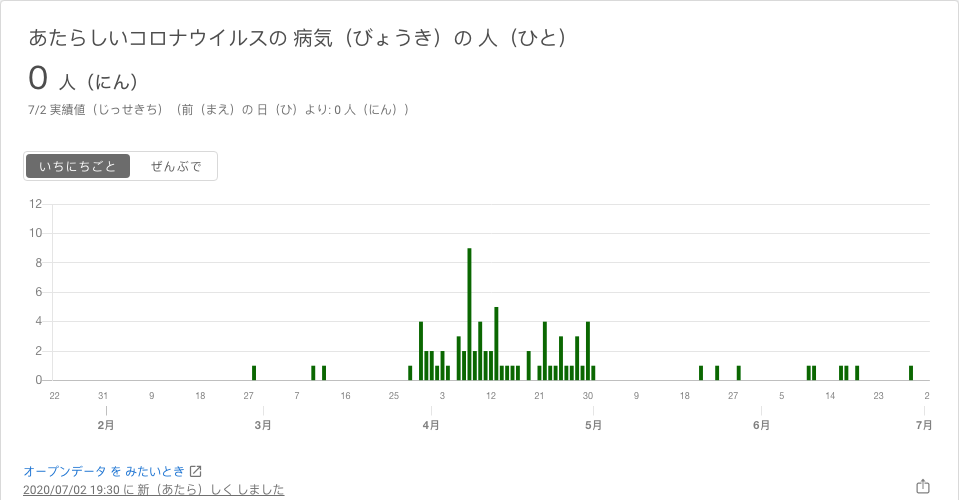 あたらしいコロナウイルスの 病気（びょうき）の 人（ひと）
0 人（にん）
7/2 実績値（じっせきち）（前（まえ）の 日（ひ）より: 0 人（にん））
いちにちごと ぜんぶで
12
10
8
6
4
2
0
22 31 9 18 27 7 16 25 3 12 21 30 9 18 27 5 14 23 2
2月 3月 4月 5月 6月 7月
オープンデータ を みたいとき
2020/07/02 19:30 に 新（あたら）しく しました